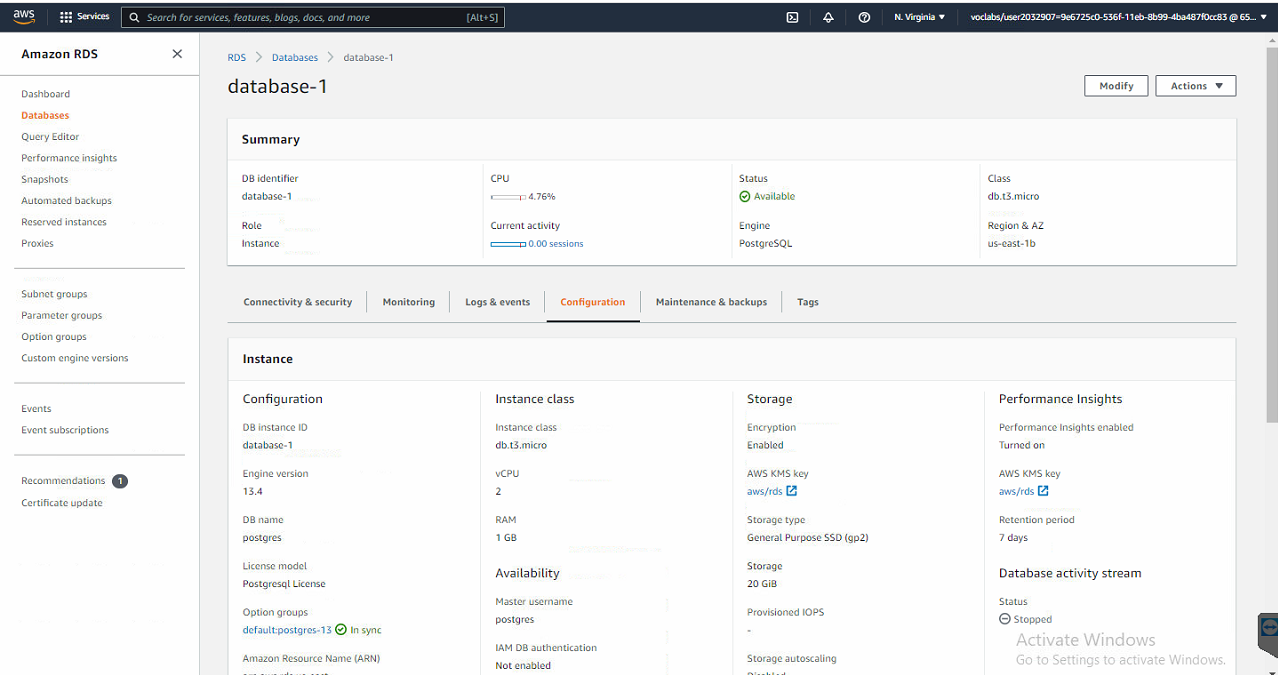 aws Services Search for services, features, blogs, docs, and more [Alt+S] N. Virginia ▼ voclabs/user2032907=9e6725c0-536f-11eb-8b99-4ba487f0cc83 @ 65... ▼
Amazon RDS
Dashboard
Databases
Query Editor
Performance insights
Snapshots
Automated backups
Reserved instances
Proxies
Subnet groups
Parameter groups
Option groups
Custom engine versions
Events
Event subscriptions
Recommendations 1
Certificate update
RDS > Databases > database-1
database-1
Modify Actions ▼
Summary
DB identifier
database-1
Role
Instance
CPU
4.76%
Current activity
0.00 sessions
Status
Available
Engine
PostgreSQL
Class
db.t3.micro
Region & AZ
us-east-1b
Connectivity & security Monitoring Logs & events Configuration Maintenance & backups Tags
Instance
Configuration
DB instance ID
database-1
Engine version
13.4
DB name
postgres
License model
Postgresql License
Option groups
default:postgres-13 In sync
Amazon Resource Name (ARN)
Instance class
Instance class
db.t3.micro
vCPU
2
RAM
1 GB
Availability
Master username
postgres
IAM DB authentication
Not enabled
Storage
Encryption
Enabled
AWS KMS key
aws/rds
Storage type
General Purpose SSD (gp2)
Storage
20 GiB
Provisioned IOPS
-
Storage autoscaling
Disabled
Performance Insights
Performance Insights enabled
Turned on
AWS KMS key
aws/rds
Retention period
7 days
Database activity stream
Status
Stopped
Activate Windows
Go to Settings to activate Windows.